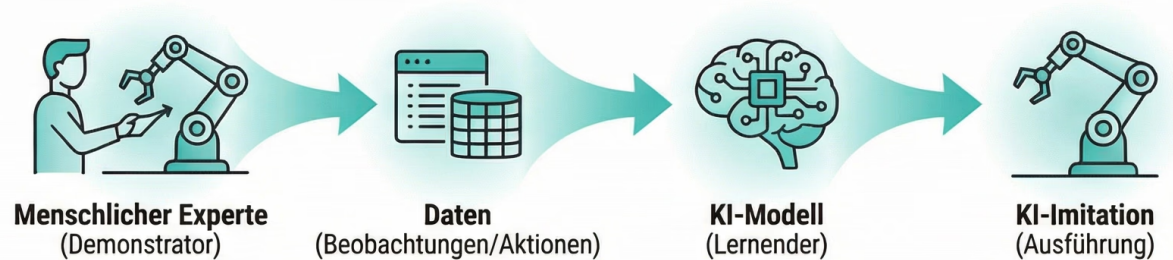 Menschlicher Experte
(Demonstrator)
Daten
(Beobachtungen/Aktionen)
KI-Modell
(Lernender)
KI-Imitation
(Ausführung)